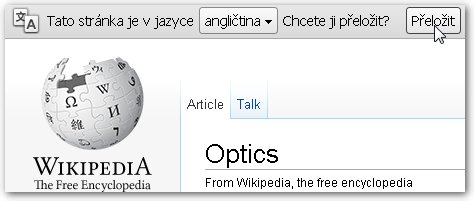 Tato stránka je v jazyce angličtina Chcete ji přeložit? Přeložit
Article Talk
WIKIPEDIA
The Free Encyclopedia
Optics
From Wikipedia, the free encyclopedia